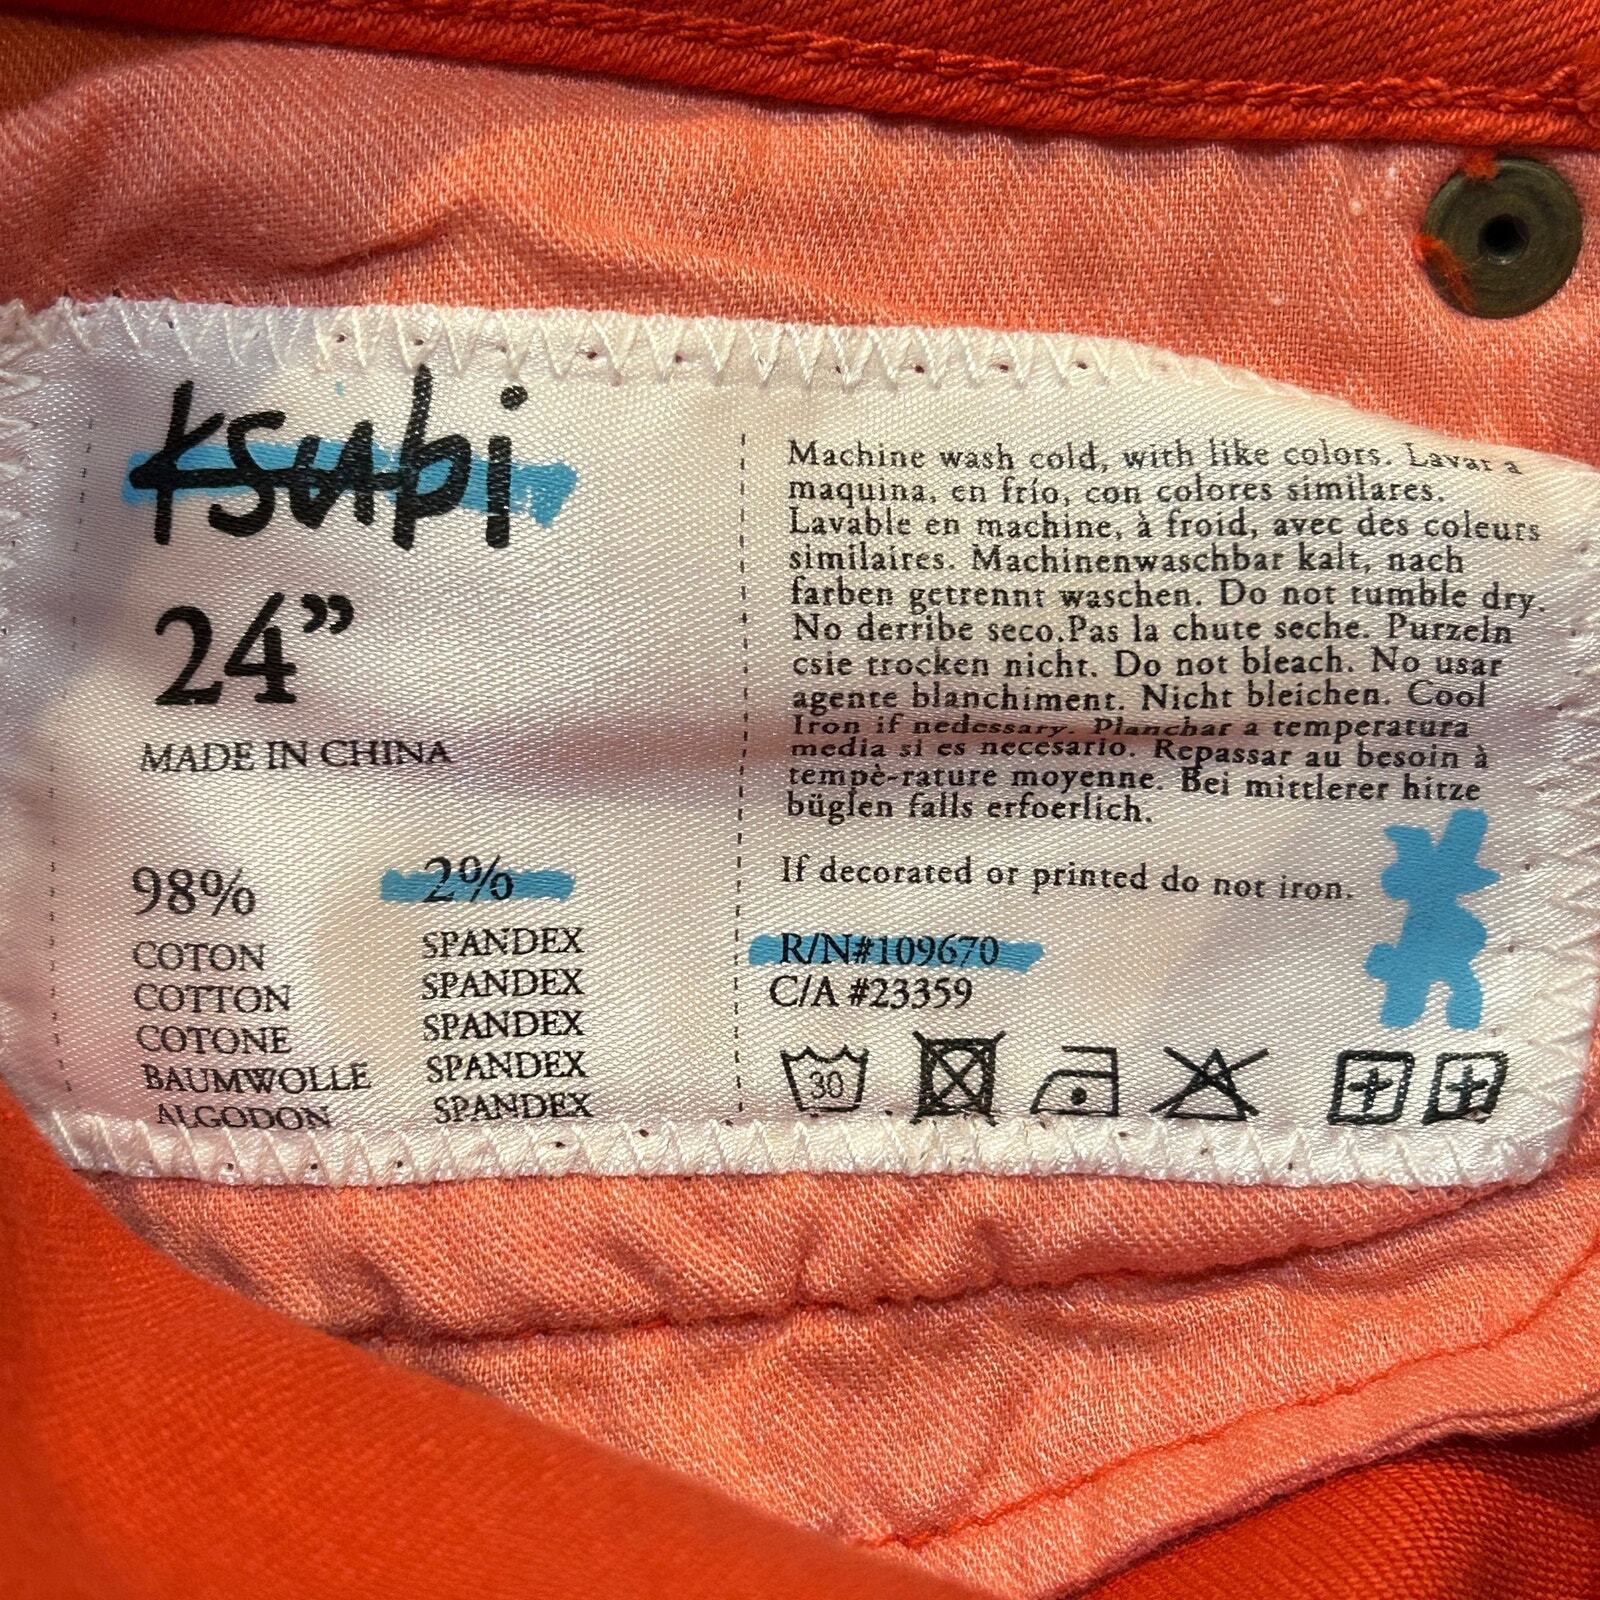 ksubi
24”
MADE IN CHINA
98%
COTON
COTTON
COTONE
BAUMWOLLE
ALGODON
2%
SPANDEX
SPANDEX
SPANDEX
SPANDEX
SPANDEX
Machine wash cold, with like colors. Lavar a
maquina, en frío, con colores similares.
Lavable en machine, à froid, avec des coleurs
similaires. Machinenwaschbar kalt, nach
farben getrennt waschen. Do not tumble dry.
No derribe seco.Pas la chute seche. Purzeln
csie trocken nicht. Do not bleach. No usar
agente blanchiment. Nicht bleichen. Cool
Iron if nedessary. Planchar a temperatura
media si es necesario. Repassar au besoin à
tempè-rature moyenne. Bei mittlerer hitze
büglen falls erfoerlich.
If decorated or printed do not iron.
R/N#109670
C/A #23359
30